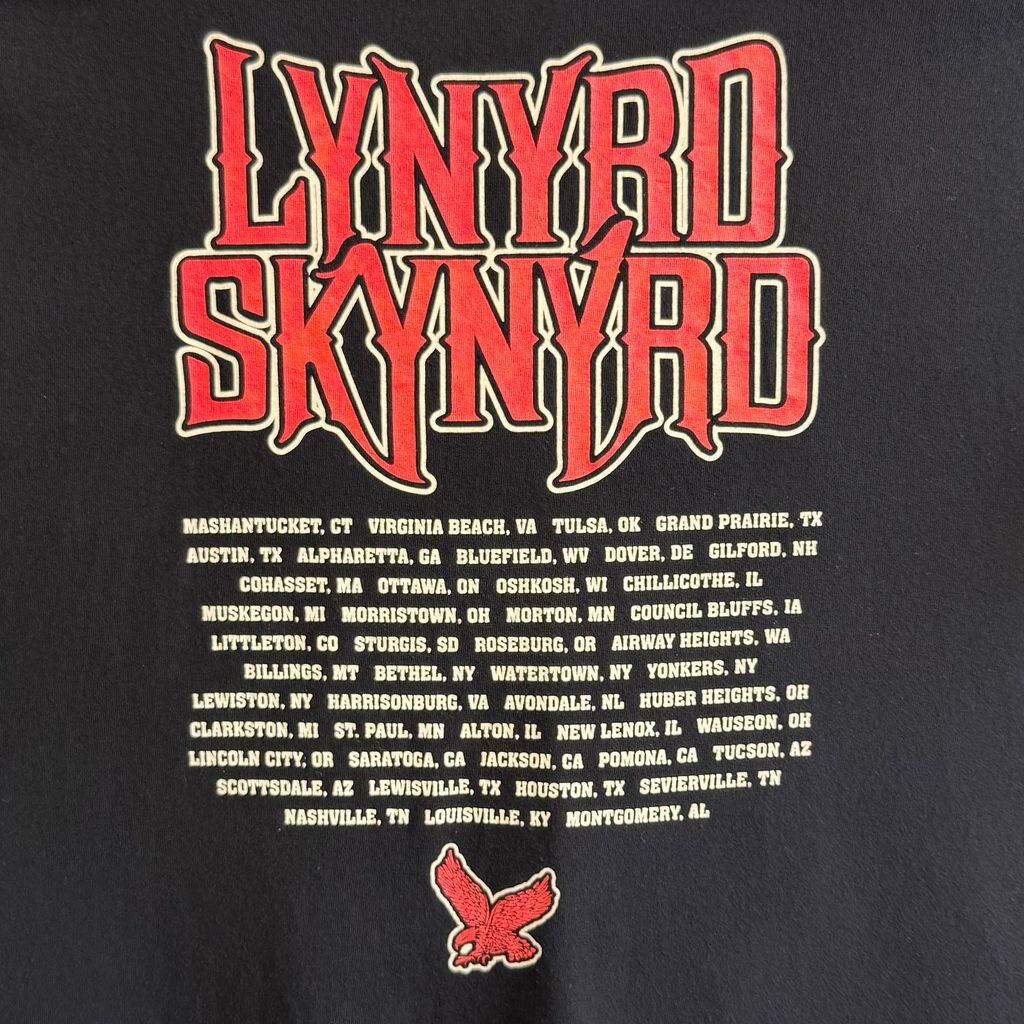 LYNYRD
SKYNYRD
MASHANTUCKET, CT VIRGINIA BEACH, VA TULSA, OK GRAND PRAIRIE, TX
AUSTIN, TX ALPHARETTA, GA BLUEFIELD, WV DOVER, DE GILFORD, NH
COHASSET, MA OTTAWA, ON OSHKOSH, WI CHILLICOTHE, IL
MUSKEGON, MI MORRISTOWN, OH MORTON, MN COUNCIL BLUFFS, IA
LITTLETON, CO STURGIS, SD ROSEBURG, OR AIRWAY HEIGHTS, WA
BILLINGS, MT BETHEL, NY WATERTOWN, NY YONKERS, NY
LEWISTON, NY HARRISONBURG, VA AVONDALE, NL HUBER HEIGHTS, OH
CLARKSTON, MI ST. PAUL, MN ALTON, IL NEW LENOX, IL WAUSEON, OH
LINCOLN CITY, OR SARATOGA, CA JACKSON, CA POMONA, CA TUCSON, AZ
SCOTTSDALE, AZ LEWISVILLE, TX HOUSTON, TX SEVIERVILLE, TN
NASHVILLE, TN LOUISVILLE, KY MONTGOMERY, AL